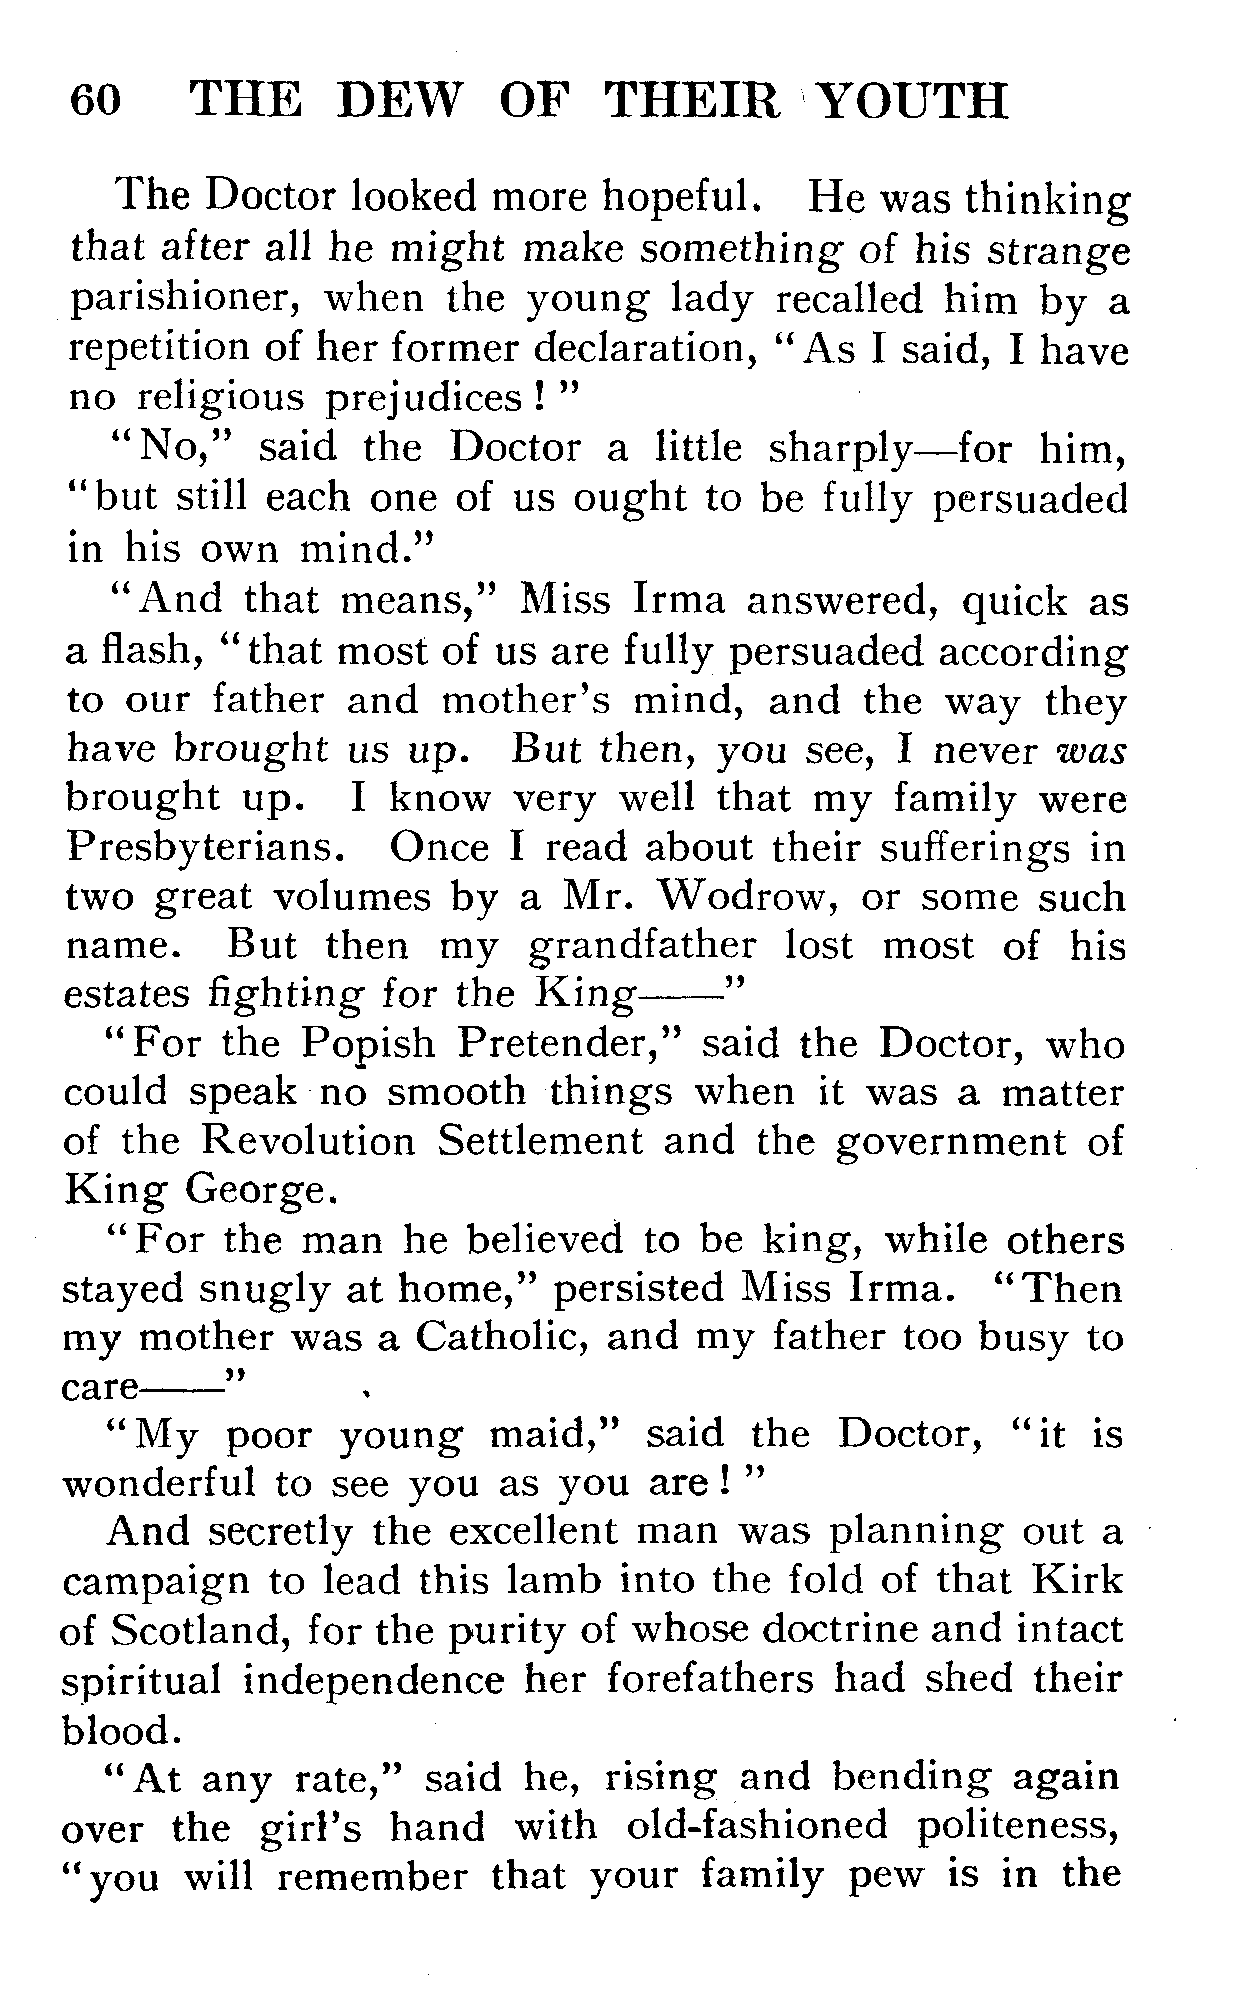 60 THE DEW OF THEIR YOUTH
The Doctor looked more hopeful. He was thinking
that after all he might make something of his strange
parishioner, when the young lady recalled him by a
repetition of her former declaration, “As I said, I have
no religious prejudices!”
“No,” said the Doctor a little sharply—for him,
“but still each one of us ought to be fully persuaded
in his own mind.”
“And that means,” Miss Irma answered, quick as
a flash, “that most of us are fully persuaded according
to our father and mother’s mind, and the way they
have brought us up. But then, you see, I never was
brought up. I know very well that my family were
Presbyterians. Once I read about their sufferings in
two great volumes by a Mr. Wodrow, or some such
name. But then my grandfather lost most of his
estates fighting for the King——”
“For the Popish Pretender,” said the Doctor, who
could speak no smooth things when it was a matter
of the Revolution Settlement and the government of
King George.
“For the man he believed to be king, while others
stayed snugly at home,” persisted Miss Irma. “Then
my mother was a Catholic, and my father too busy to
care——”
“My poor young maid,” said the Doctor, “it is
wonderful to see you as you are!”
And secretly the excellent man was planning out a
campaign to lead this lamb into the fold of that Kirk
of Scotland, for the purity of whose doctrine and intact
spiritual independence her forefathers had shed their
blood.
“At any rate,” said he, rising and bending again
over the girl’s hand with old-fashioned politeness,
“you will remember that your family pew is in the